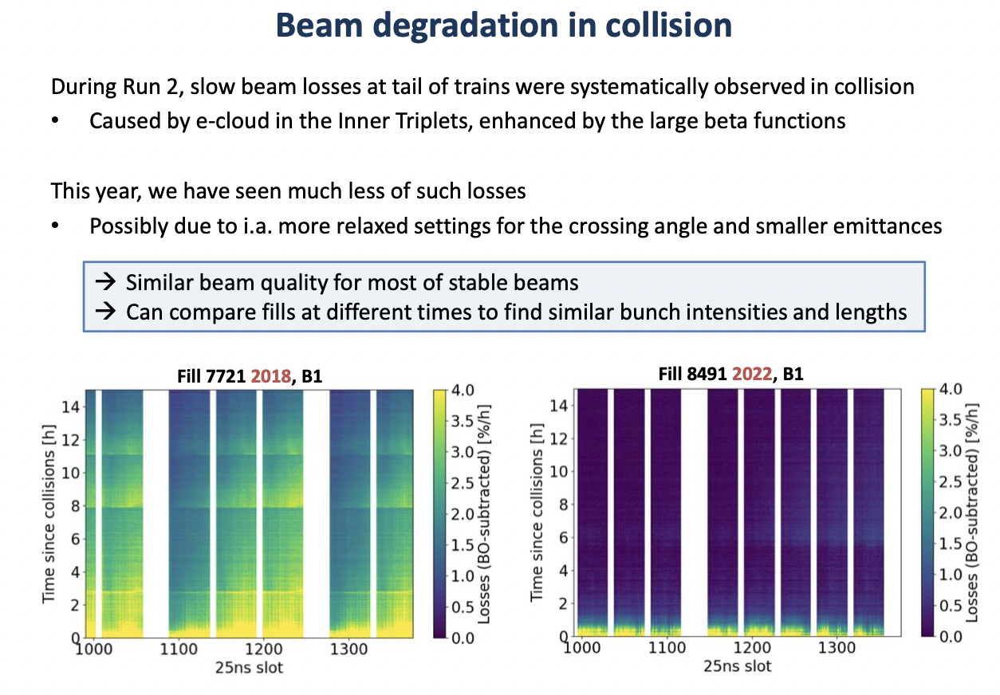 Beam degradation in collision
During Run 2, slow beam losses at tail of trains were systematically observed in collision
• Caused by e-cloud in the Inner Triplets, enhanced by the large beta functions
This year, we have seen much less of such losses
• Possibly due to i.a. more relaxed settings for the crossing angle and smaller emittances
→ Similar beam quality for most of stable beams
→ Can compare fills at different times to find similar bunch intensities and lengths
Fill 7721 2018, B1
Time since collisions [h]
14
12
10
8
6
4
2
0
1000 1100 1200 1300
25ns slot
4.0
3.5
3.0
2.5
2.0
1.5
1.0
0.5
0.0
Losses (BO-subtracted) [%/h]
Fill 8491 2022, B1
Time since collisions [h]
14
12
10
8
6
4
2
0
1000 1100 1200 1300
25ns slot
4.0
3.5
3.0
2.5
2.0
1.5
1.0
0.5
0.0
Losses (BO-subtracted) [%/h]